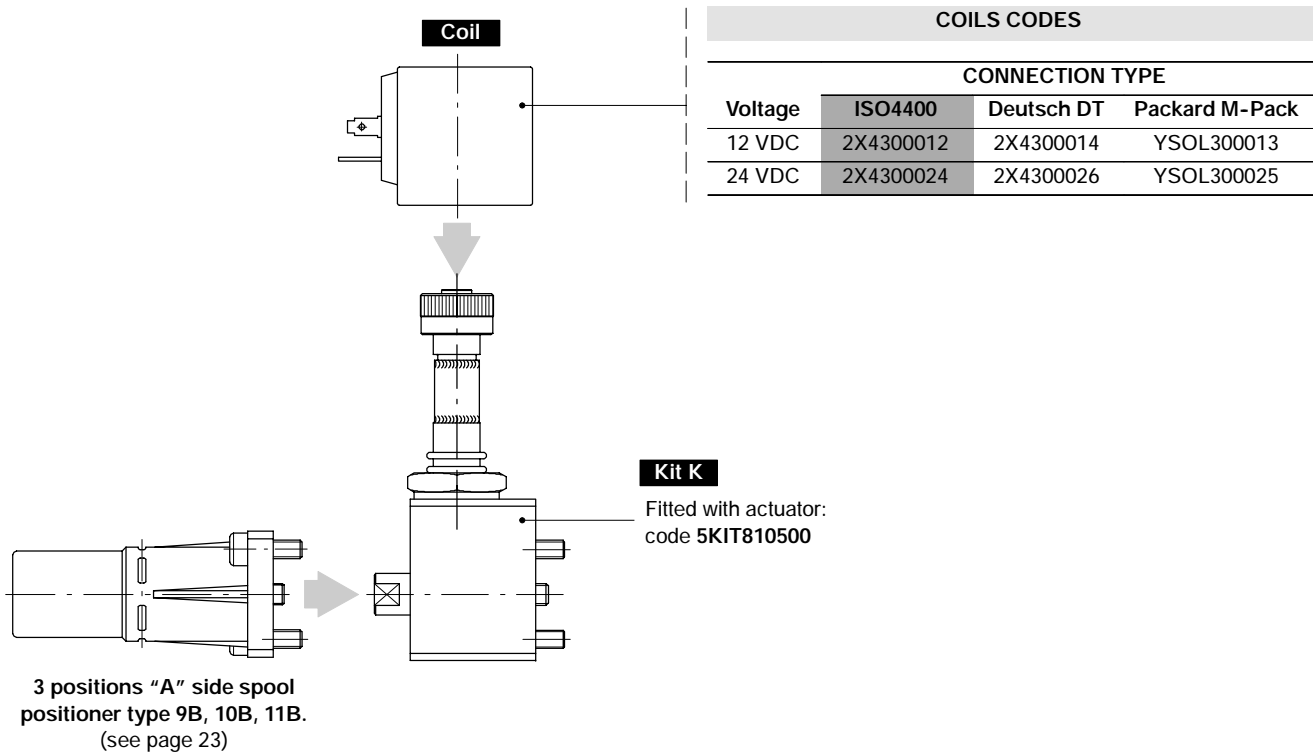 Coil
COILS CODES
CONNECTION TYPE
Voltage ISO4400 Deutsch DT Packard M-Pack
12 VDC 2X4300012 2X4300014 YSOL300013
24 VDC 2X4300024 2X4300026 YSOL300025
Kit K
Fitted with actuator:
code 5KIT810500
3 positions “A” side spool
positioner type 9B, 10B, 11B.
(see page 23)